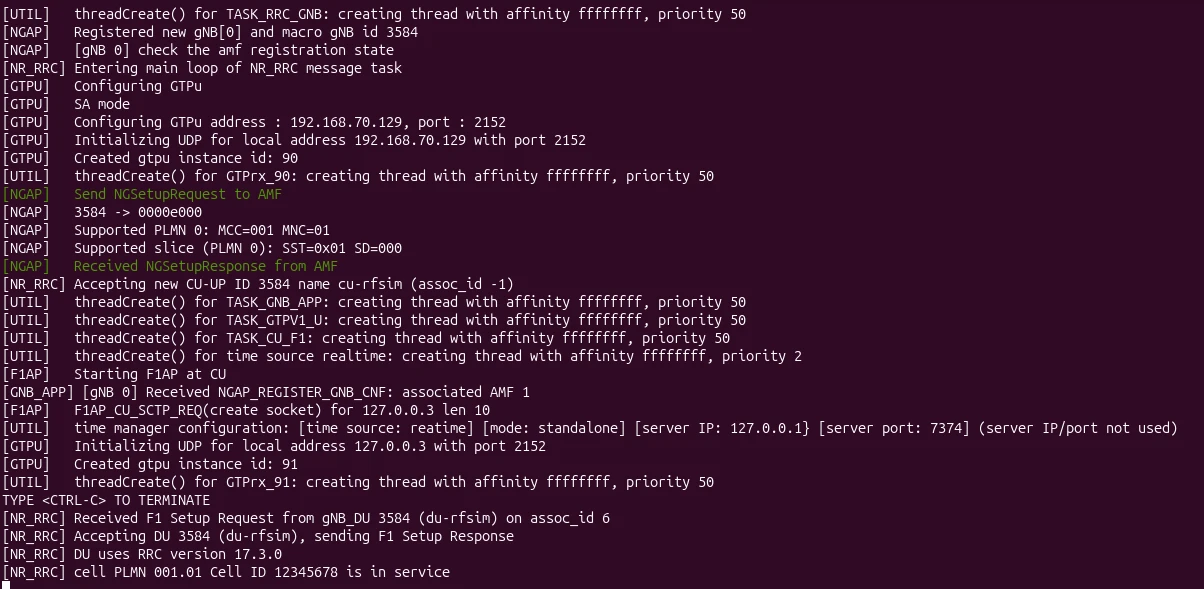 [UTIL]   threadCreate() for TASK_RRC_GNB: creating thread with affinity ffffffff, priority 50
[NGAP]   Registered new gNB[0] and macro gNB id 3584
[NGAP]   [gNB 0] check the amf registration state
[NR_RRC] Entering main loop of NR_RRC message task
[GTPU]   Configuring GTPu
[GTPU]   SA mode
[GTPU]   Configuring GTPu address : 192.168.70.129, port : 2152
[GTPU]   Initializing UDP for local address 192.168.70.129 with port 2152
[GTPU]   Created gtpu instance id: 90
[UTIL]   threadCreate() for GTPrx_90: creating thread with affinity ffffffff, priority 50
[NGAP]   Send NGSetupRequest to AMF
[NGAP]   3584 -> 0000e000
[NGAP]   Supported PLMN 0: MCC=001 MNC=01
[NGAP]   Supported slice (PLMN 0): SST=0x01 SD=000
[NGAP]   Received NGSetupResponse from AMF
[NR_RRC] Accepting new CU-UP ID 3584 name cu-rfsim (assoc_id -1)
[UTIL]   threadCreate() for TASK_GNB_APP: creating thread with affinity ffffffff, priority 50
[UTIL]   threadCreate() for TASK_GTPV1_U: creating thread with affinity ffffffff, priority 50
[UTIL]   threadCreate() for TASK_CU_F1: creating thread with affinity ffffffff, priority 50
[UTIL]   threadCreate() for time source realtime: creating thread with affinity ffffffff, priority 2
[F1AP]   Starting F1AP at CU
[GNB_APP] [gNB 0] Received NGAP_REGISTER_GNB_CNF: associated AMF 1
[F1AP]   F1AP_CU_SCTP_REQ(create socket) for 127.0.0.3 len 10
[UTIL]   time manager configuration: [time source: reatime] [mode: standalone] [server IP: 127.0.0.1} [server port: 7374] (server IP/port not used)
[GTPU]   Initializing UDP for local address 127.0.0.3 with port 2152
[GTPU]   Created gtpu instance id: 91
[UTIL]   threadCreate() for GTPrx_91: creating thread with affinity ffffffff, priority 50
TYPE <CTRL-C> TO TERMINATE
[NR_RRC] Received F1 Setup Request from gNB_DU 3584 (du-rfsim) on assoc_id 6
[NR_RRC] Accepting DU 3584 (du-rfsim), sending F1 Setup Response
[NR_RRC] DU uses RRC version 17.3.0
[NR_RRC] cell PLMN 001.01 Cell ID 12345678 is in service